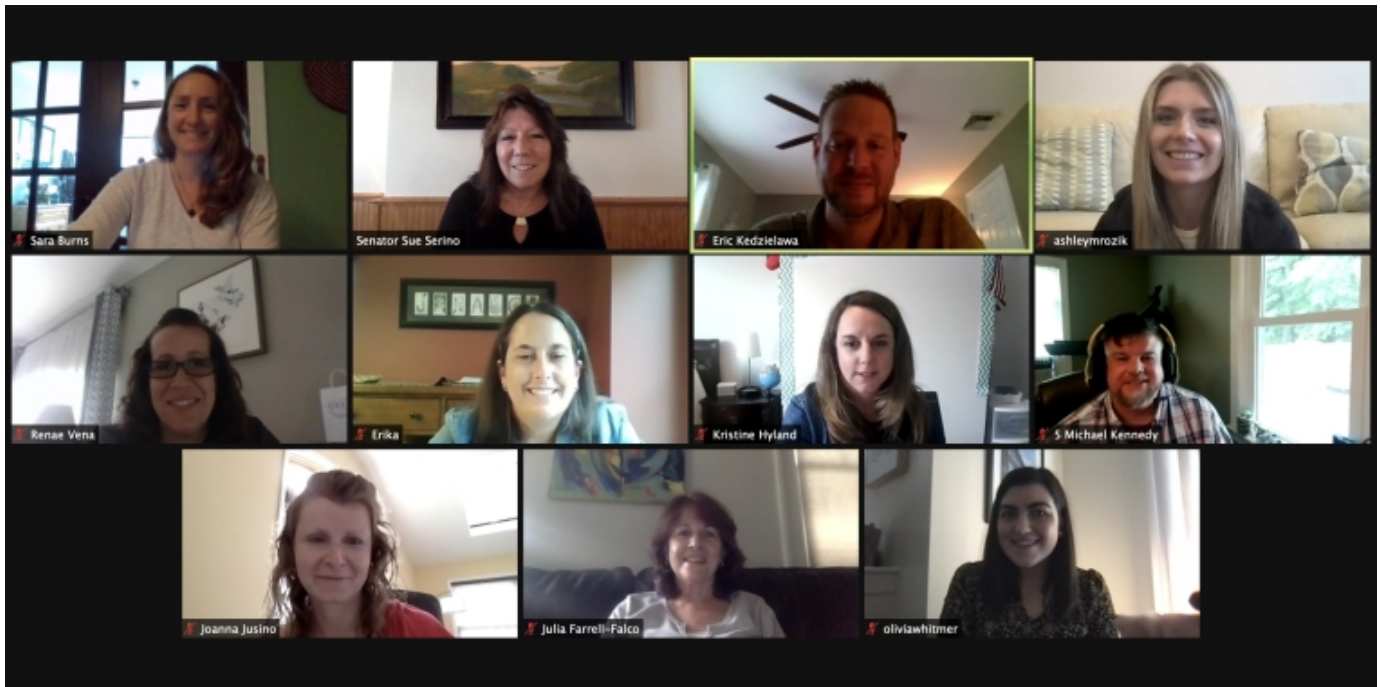 Sara Burns
Senator Sue Serino
Eric Kedzielawa
ashleymrozik
Renae Vena
Erika
Kristine Hyland
S Michael Kennedy
Joanna Jusino
Julia Farrell-Falco
oliviawhitmer